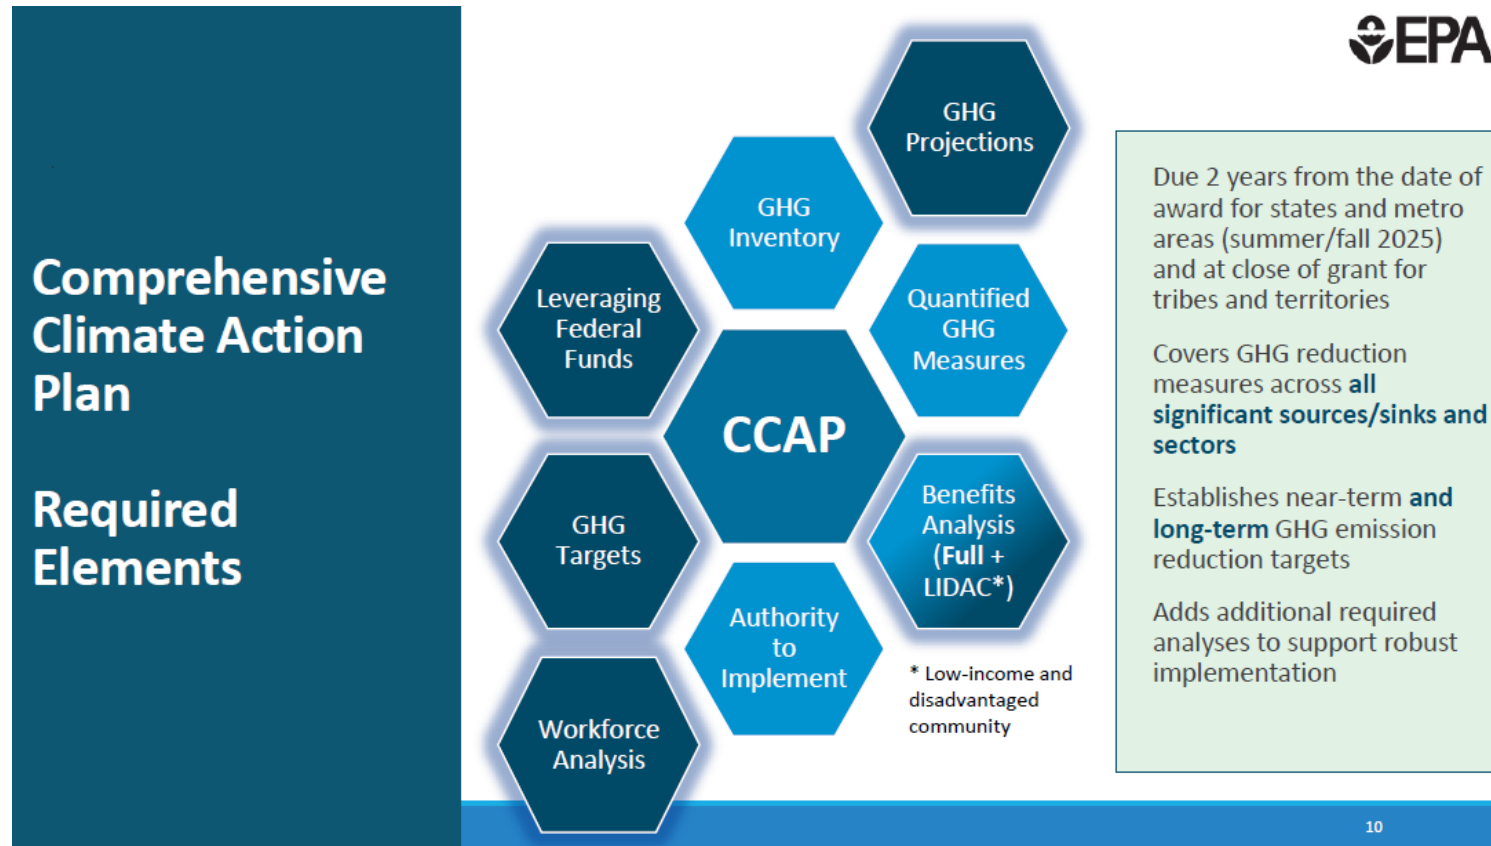 EPA
Comprehensive
Climate Action
Plan
Required
Elements
GHG
Projections
GHG
Inventory
Leveraging
Federal
Funds
Quantified
GHG
Measures
CCAP
GHG
Targets
Benefits
Analysis
(Full +
LIDAC*)
Authority
to
Implement
Workforce
Analysis
* Low-income and
disadvantaged
community
Due 2 years from the date of
award for states and metro
areas (summer/fall 2025)
and at close of grant for
tribes and territories
Covers GHG reduction
measures across all
significant sources/sinks and
sectors
Establishes near-term and
long-term GHG emission
reduction targets
Adds additional required
analyses to support robust
implementation
10